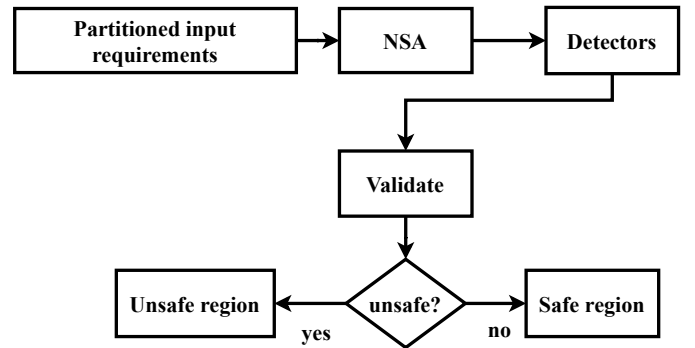 Partitioned input
requirements
NSA
Detectors
Validate
Unsafe region
unsafe?
Safe region
yes
no